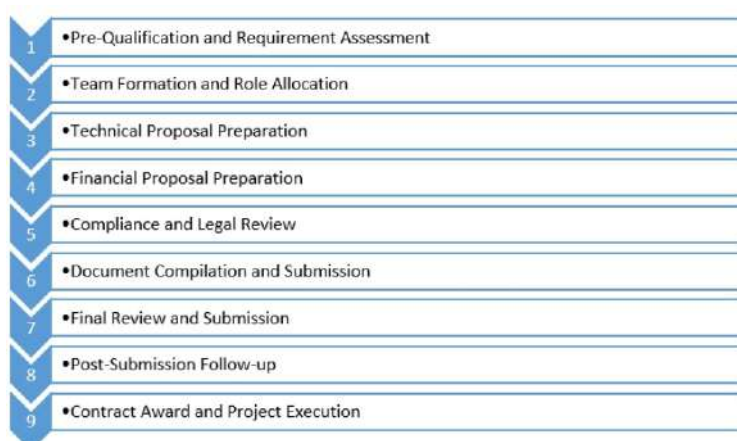 1 •Pre-Qualification and Requirement Assessment
2 •Team Formation and Role Allocation
3 •Technical Proposal Preparation
4 •Financial Proposal Preparation
5 •Compliance and Legal Review
6 •Document Compilation and Submission
7 •Final Review and Submission
8 •Post-Submission Follow-up
9 •Contract Award and Project Execution